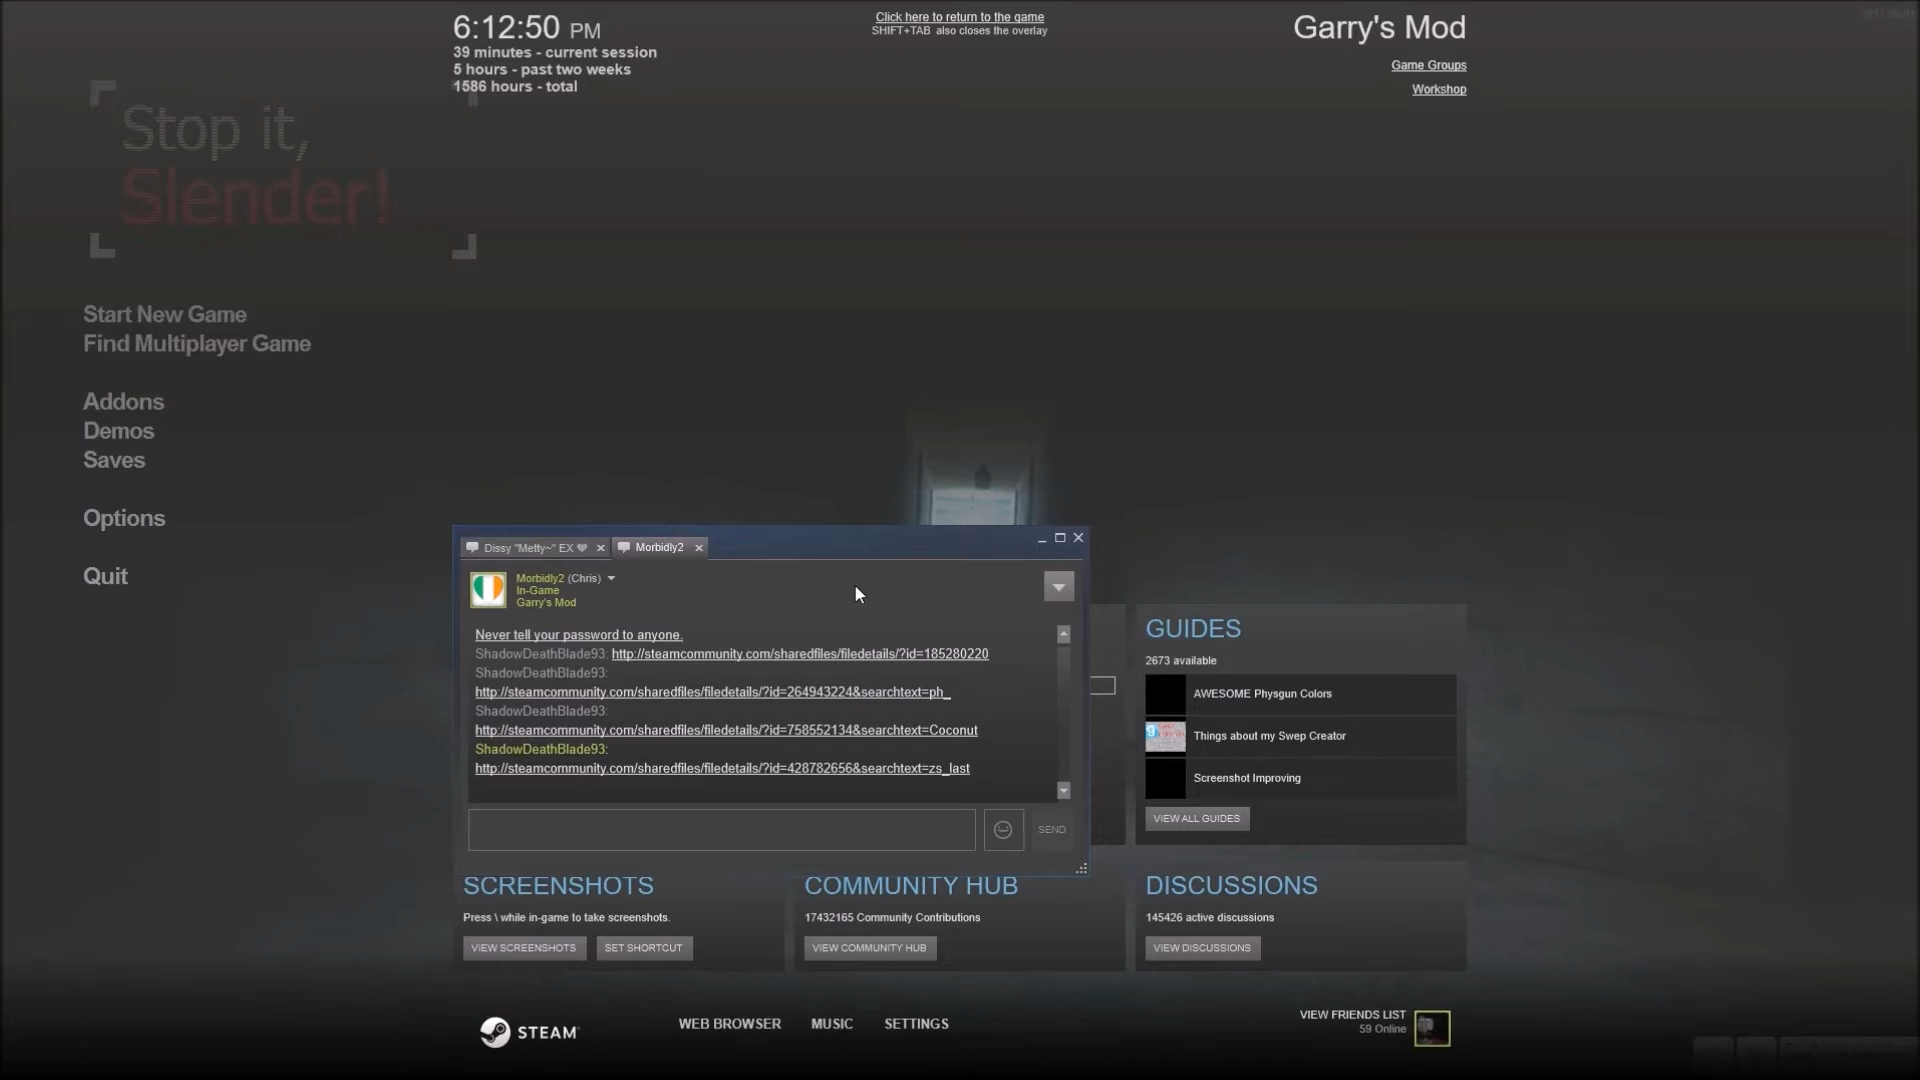 6:12:50 PM
39 minutes - current session
5 hours - past two weeks
1586 hours - total
Click here to return to the game
SHIFT+TAB also closes the overlay
Garry's Mod
Game Groups
Workshop
Stop it,
Slender!
Start New Game
Find Multiplayer Game
Addons
Demos
Saves
Options
Quit
Dissy "Metty~" EX
Morbidly2
Morbidly2 (Chris)
In-Game
Garry's Mod
Never tell your password to anyone.
ShadowDeathBlade93: http://steamcommunity.com/sharedfiles/filedetails/?id=185280220
ShadowDeathBlade93:
http://steamcommunity.com/sharedfiles/filedetails/?id=264943224&searchtext=ph_
ShadowDeathBlade93:
http://steamcommunity.com/sharedfiles/filedetails/?id=758552134&searchtext=Coconut
ShadowDeathBlade93:
http://steamcommunity.com/sharedfiles/filedetails/?id=428782656&searchtext=zs_last
SEND
GUIDES
2673 available
AWESOME Physgun Colors
Things about my Swep Creator
Screenshot Improving
VIEW ALL GUIDES
SCREENSHOTS
Press \ while in-game to take screenshots.
VIEW SCREENSHOTS
SET SHORTCUT
COMMUNITY HUB
17432165 Community Contributions
VIEW COMMUNITY HUB
DISCUSSIONS
145426 active discussions
VIEW DISCUSSIONS
STEAM
WEB BROWSER
MUSIC
SETTINGS
VIEW FRIENDS LIST
59 Online